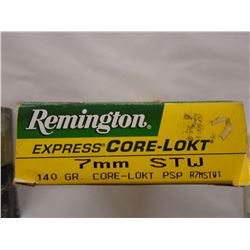 Remington
EXPRESS® CORE-LOKT®
7mm STW
140 GR. CORE-LOKT PSP R7MSTW1